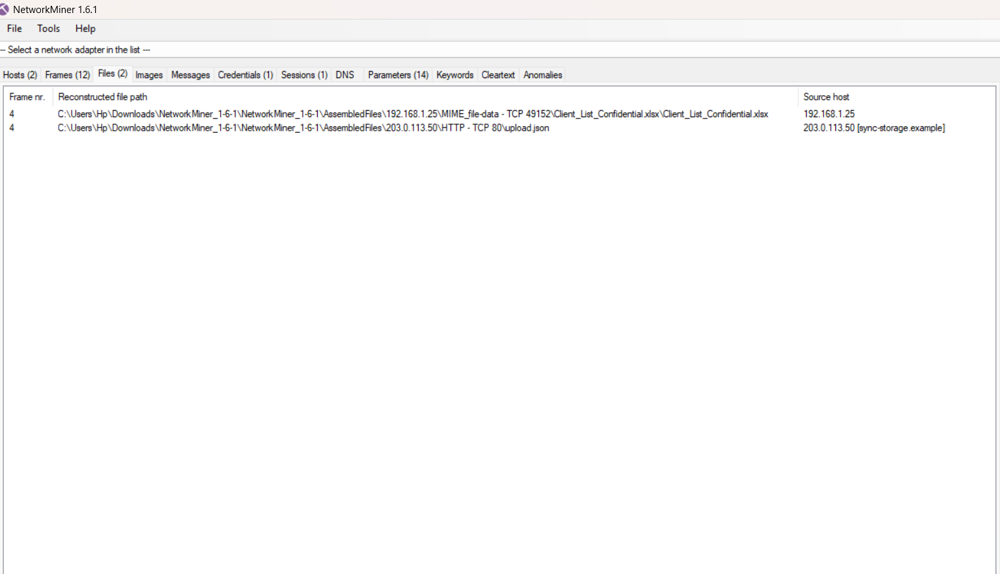 NetworkMiner 1.6.1
File Tools Help
-- Select a network adapter in the list ---
Hosts (2) Frames (12) Files (2) Images Messages Credentials (1) Sessions (1) DNS Parameters (14) Keywords Cleartext Anomalies
Frame nr. Reconstructed file path Source host
4 C:\Users\Hp\Downloads\NetworkMiner_1-6-1\NetworkMiner_1-6-1\AssembledFiles\192.168.1.25\MIME_file-data - TCP 49152\Client_List_Confidential.xlsx\Client_List_Confidential.xlsx 192.168.1.25
4 C:\Users\Hp\Downloads\NetworkMiner_1-6-1\NetworkMiner_1-6-1\AssembledFiles\203.0.113.50\HTTP - TCP 80\upload.json 203.0.113.50 [sync-storage.example]